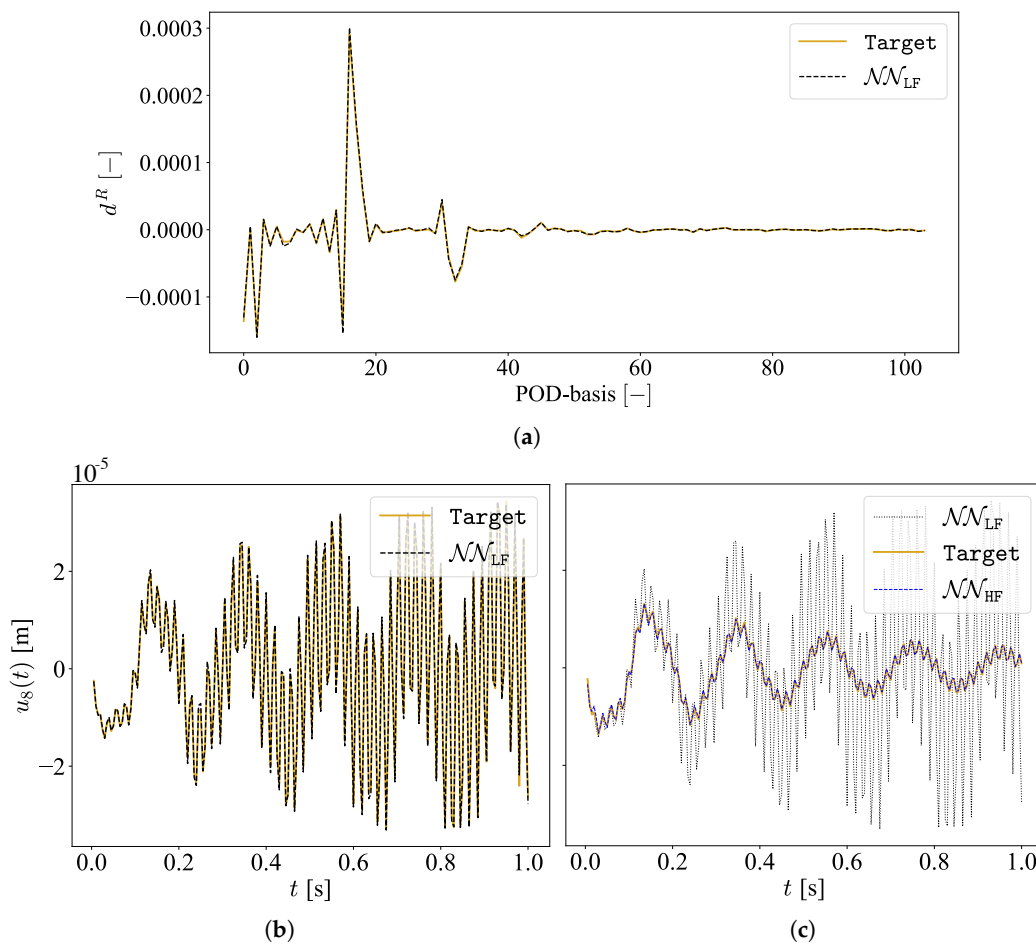 0.0003
0.0002
0.0001
0.0000
−0.0001
d^R [−]
Target
𝒩𝒩_LF
0 20 40 60 80 100
POD-basis [−]
(a)
10^-5
2
0
−2
u_8(t) [m]
Target
𝒩𝒩_LF
0.0 0.2 0.4 0.6 0.8 1.0
t [s]
(b)
𝒩𝒩_LF
Target
𝒩𝒩_HF
0.0 0.2 0.4 0.6 0.8 1.0
t [s]
(c)